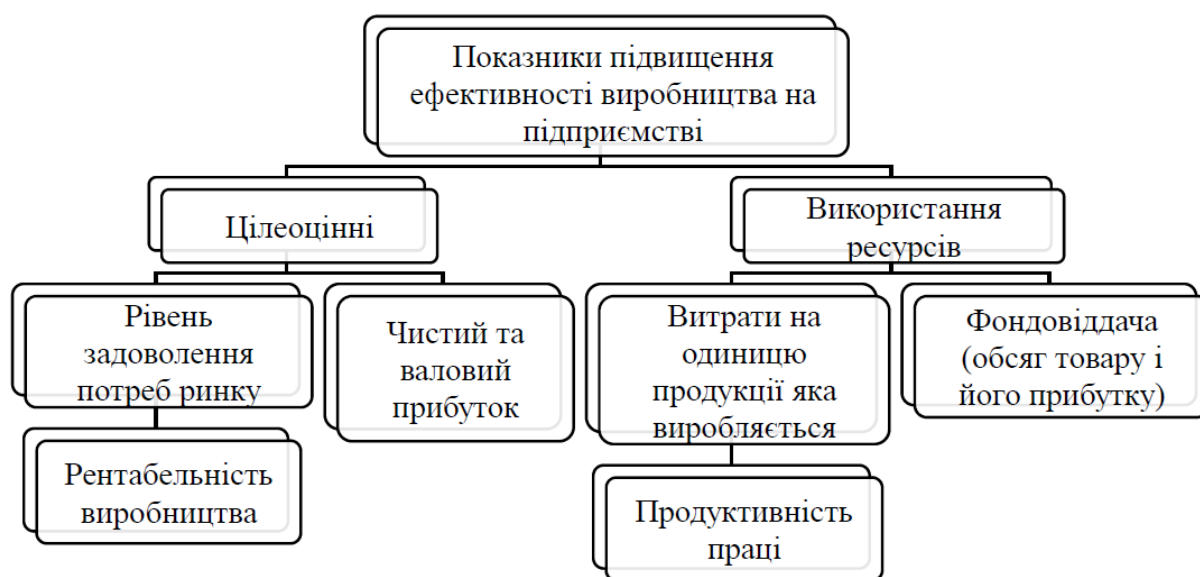 Показники підвищення
ефективності виробництва на
підприємстві
Цілеоцінні
Використання
ресурсів
Рівень
задоволення
потреб ринку
Чистий та
валовий
прибуток
Витрати на
одиницю
продукції яка
виробляється
Фондовіддача
(обсяг товару і
його прибутку)
Рентабельність
виробництва
Продуктивність
праці